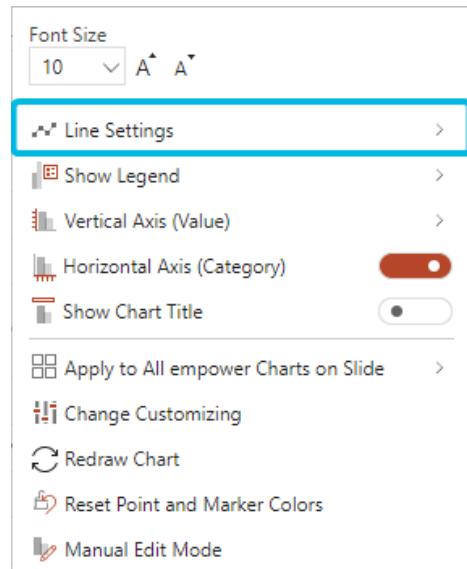 Font Size
10 A A
Line Settings
Show Legend
Vertical Axis (Value)
Horizontal Axis (Category)
Show Chart Title
Apply to All empower Charts on Slide
Change Customizing
Redraw Chart
Reset Point and Marker Colors
Manual Edit Mode